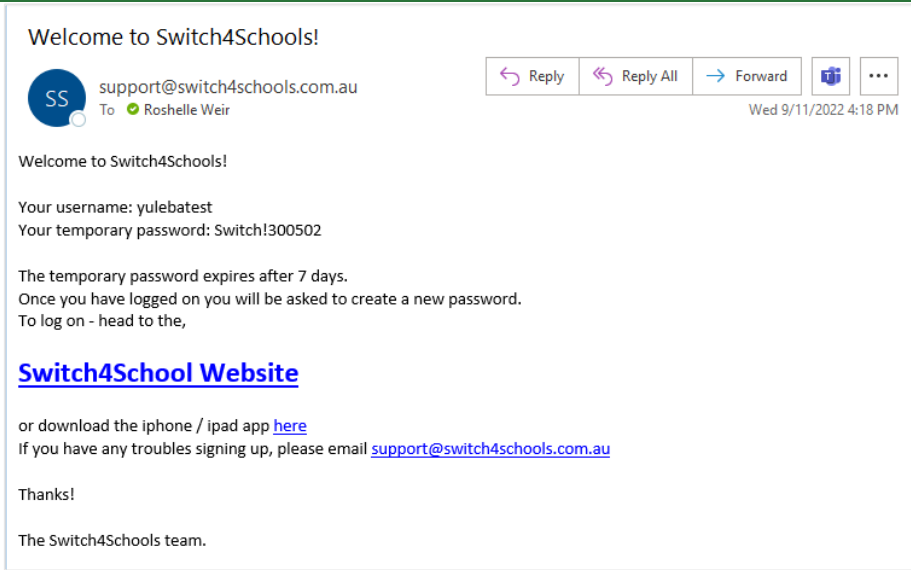 Welcome to Switch4Schools!
SS
support@switch4schools.com.au
To Roshelle Weir
Reply
Reply All
Forward
Wed 9/11/2022 4:18 PM
Welcome to Switch4Schools!
Your username: yulebatest
Your temporary password: Switch!300502
The temporary password expires after 7 days.
Once you have logged on you will be asked to create a new password.
To log on - head to the,
Switch4School Website
or download the iphone / ipad app here
If you have any troubles signing up, please email support@switch4schools.com.au
Thanks!
The Switch4Schools team.